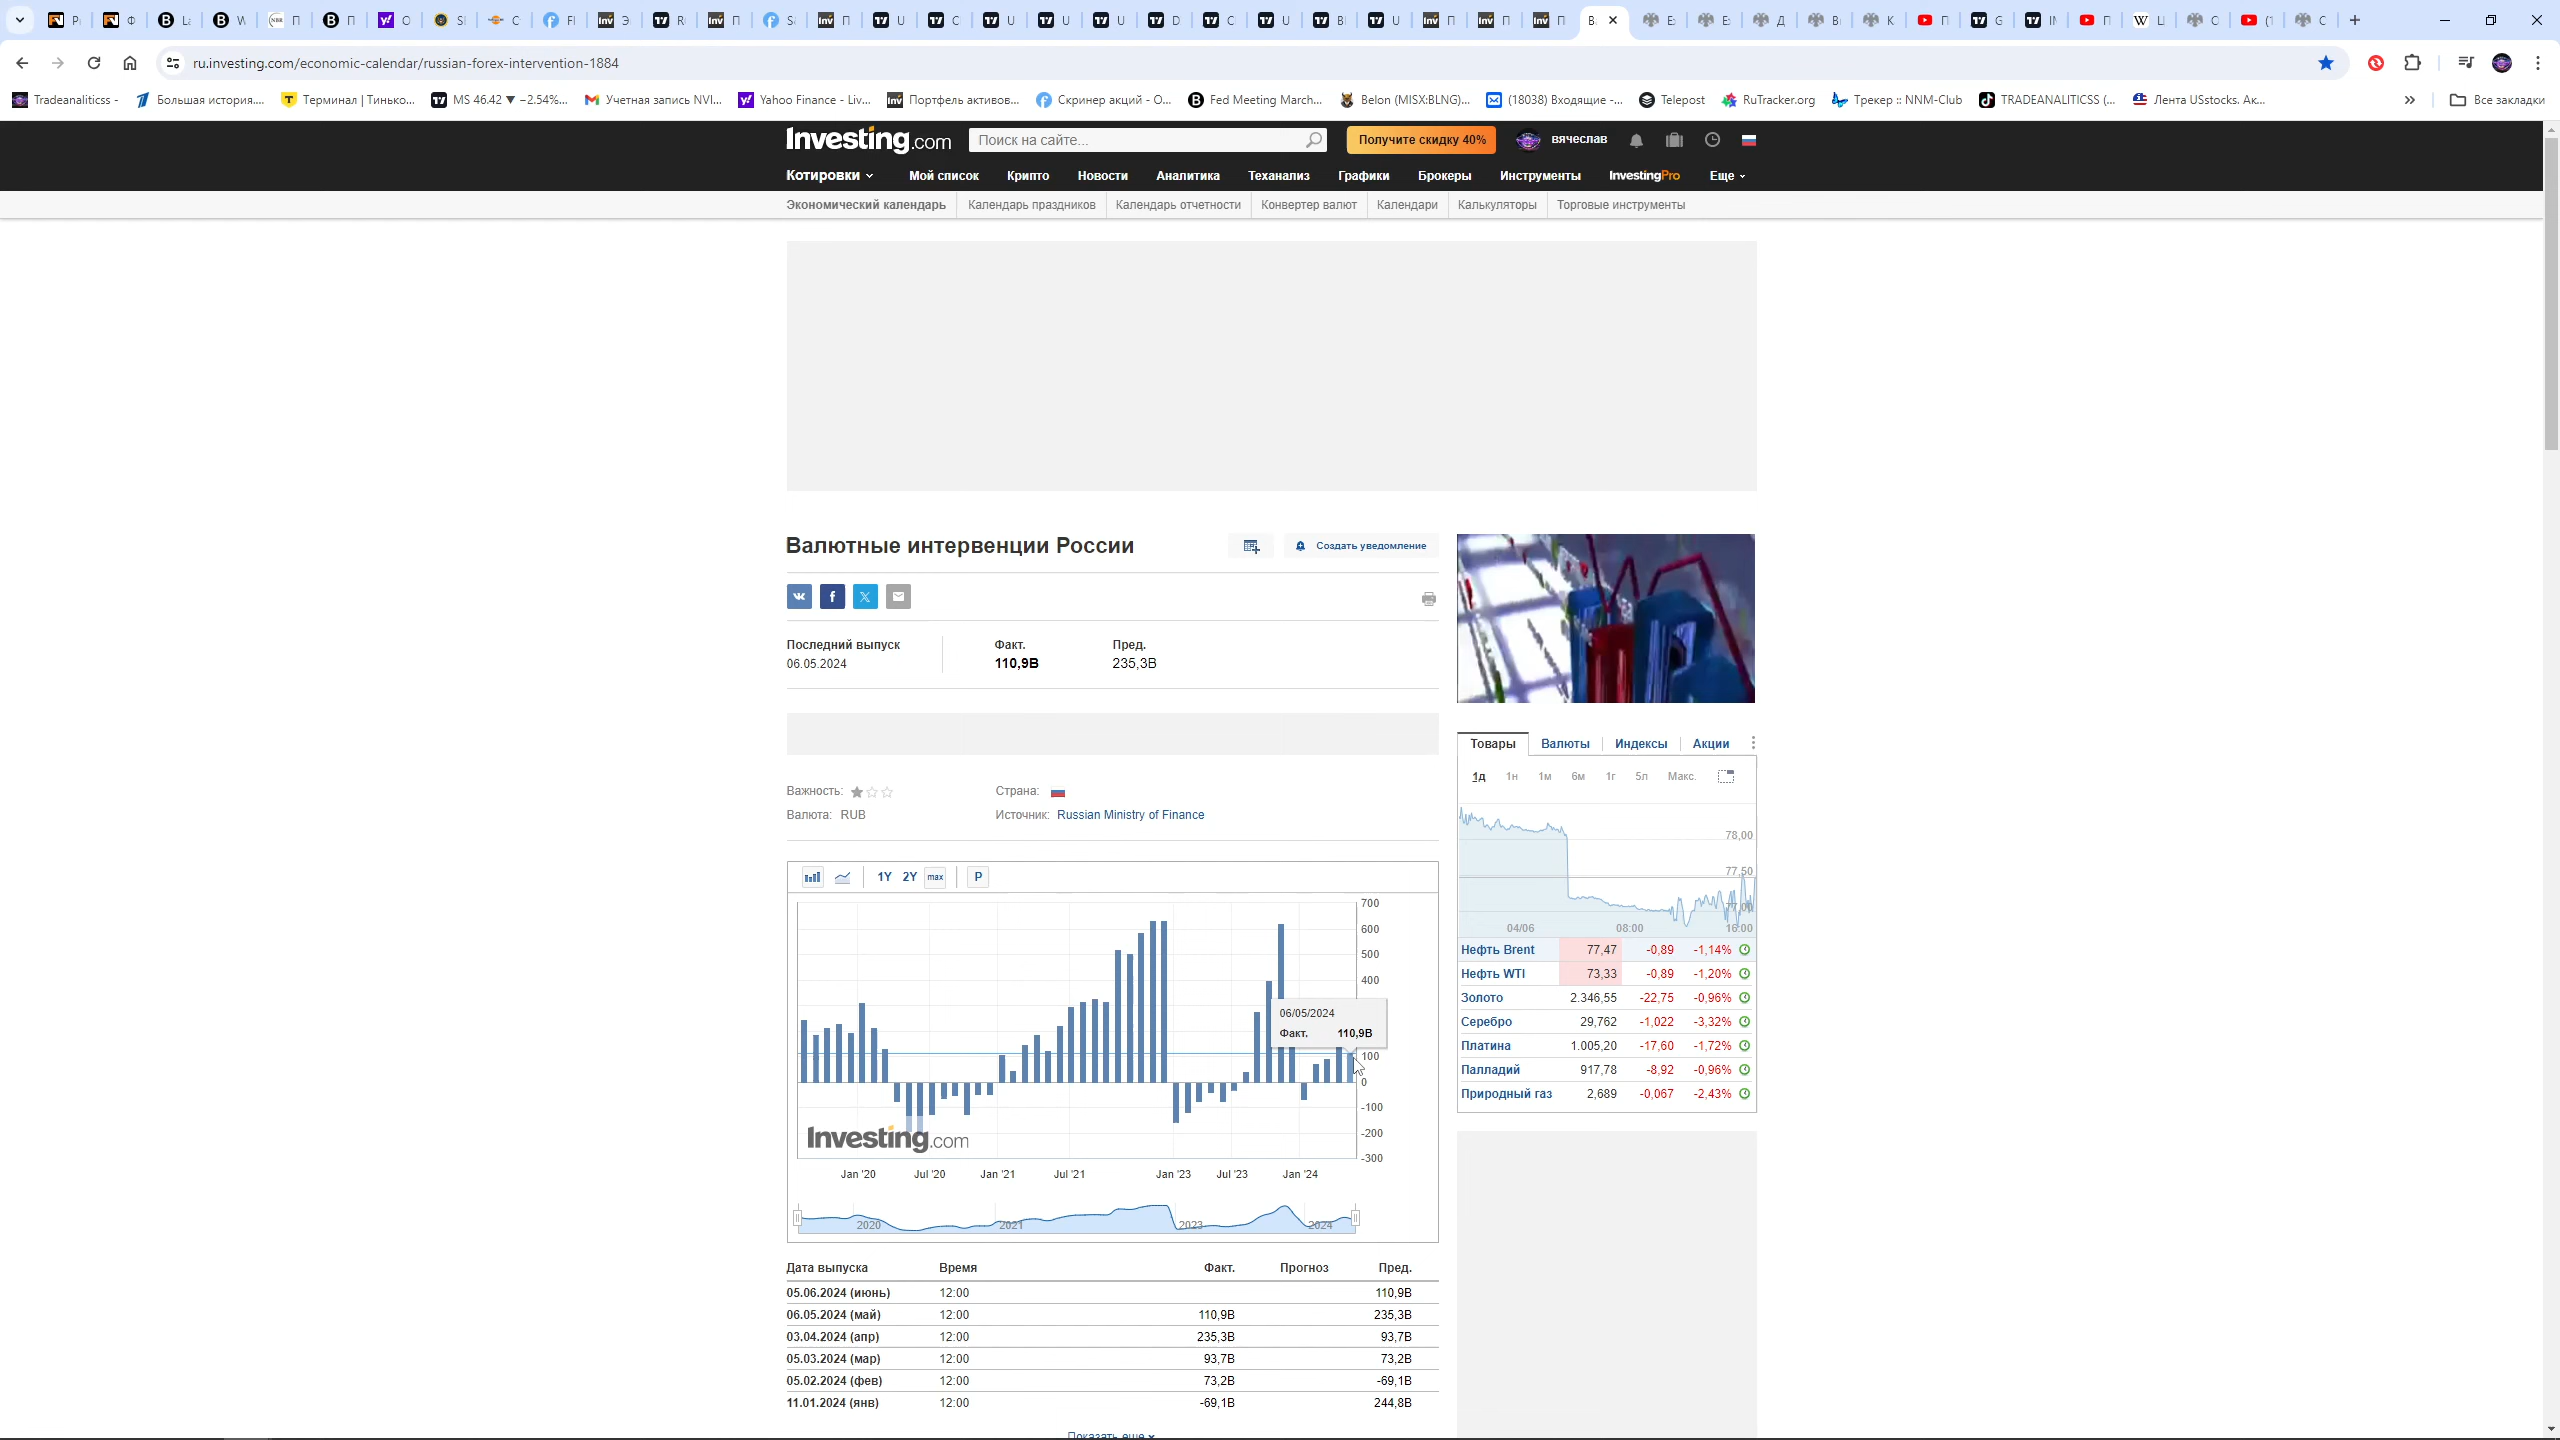 ru.investing.com/economic-calendar/russian-forex-intervention-1884
Tradeanaliticss -
Большая история....
Терминал | Тинько...
MS 46.42 ▼ −2.54%...
Учетная запись NVI...
Yahoo Finance - Liv...
Портфель активов...
Скринер акций - O...
Fed Meeting March...
Belon (MISX:BLNG)...
(18038) Входящие -...
Telepost
RuTracker.org
Трекер :: NNM-Club
TRADEANALITICSS (...
Лента USstocks. Ак...
Все закладки
Investing.com
Поиск на сайте...
Получите скидку 40%
вячеслав
Котировки
Мой список
Крипто
Новости
Аналитика
Теханализ
Графики
Брокеры
Инструменты
InvestingPro
Еще
Экономический календарь
Календарь праздников
Календарь отчетности
Конвертер валют
Календари
Калькуляторы
Торговые инструменты
Валютные интервенции России
Создать уведомление
Последний выпуск
06.05.2024
Факт.
110,9B
Пред.
235,3B
Важность:
Страна:
Валюта: RUB
Источник: Russian Ministry of Finance
1Y 2Y max P
700
600
500
400
100
0
-100
-200
-300
06/05/2024
Факт. 110,9B
Investing.com
Jan '20 Jul '20 Jan '21 Jul '21 Jan '23 Jul '23 Jan '24
2020 2021 2023 2024
Дата выпуска Время Факт. Прогноз Пред.
05.06.2024 (июнь) 12:00 110,9B
06.05.2024 (май) 12:00 110,9B 235,3B
03.04.2024 (апр) 12:00 235,3B 93,7B
05.03.2024 (мар) 12:00 93,7B 73,2B
05.02.2024 (фев) 12:00 73,2B -69,1B
11.01.2024 (янв) 12:00 -69,1B 244,8B
Показать еще
Товары Валюты Индексы Акции
1д 1н 1м 6м 1г 5л Макс.
78,00
77,50
77,00
04/06 08:00 16:00
Нефть Brent 77,47 -0,89 -1,14%
Нефть WTI 73,33 -0,89 -1,20%
Золото 2.346,55 -22,75 -0,96%
Серебро 29,762 -1,022 -3,32%
Платина 1.005,20 -17,60 -1,72%
Палладий 917,78 -8,92 -0,96%
Природный газ 2,689 -0,067 -2,43%